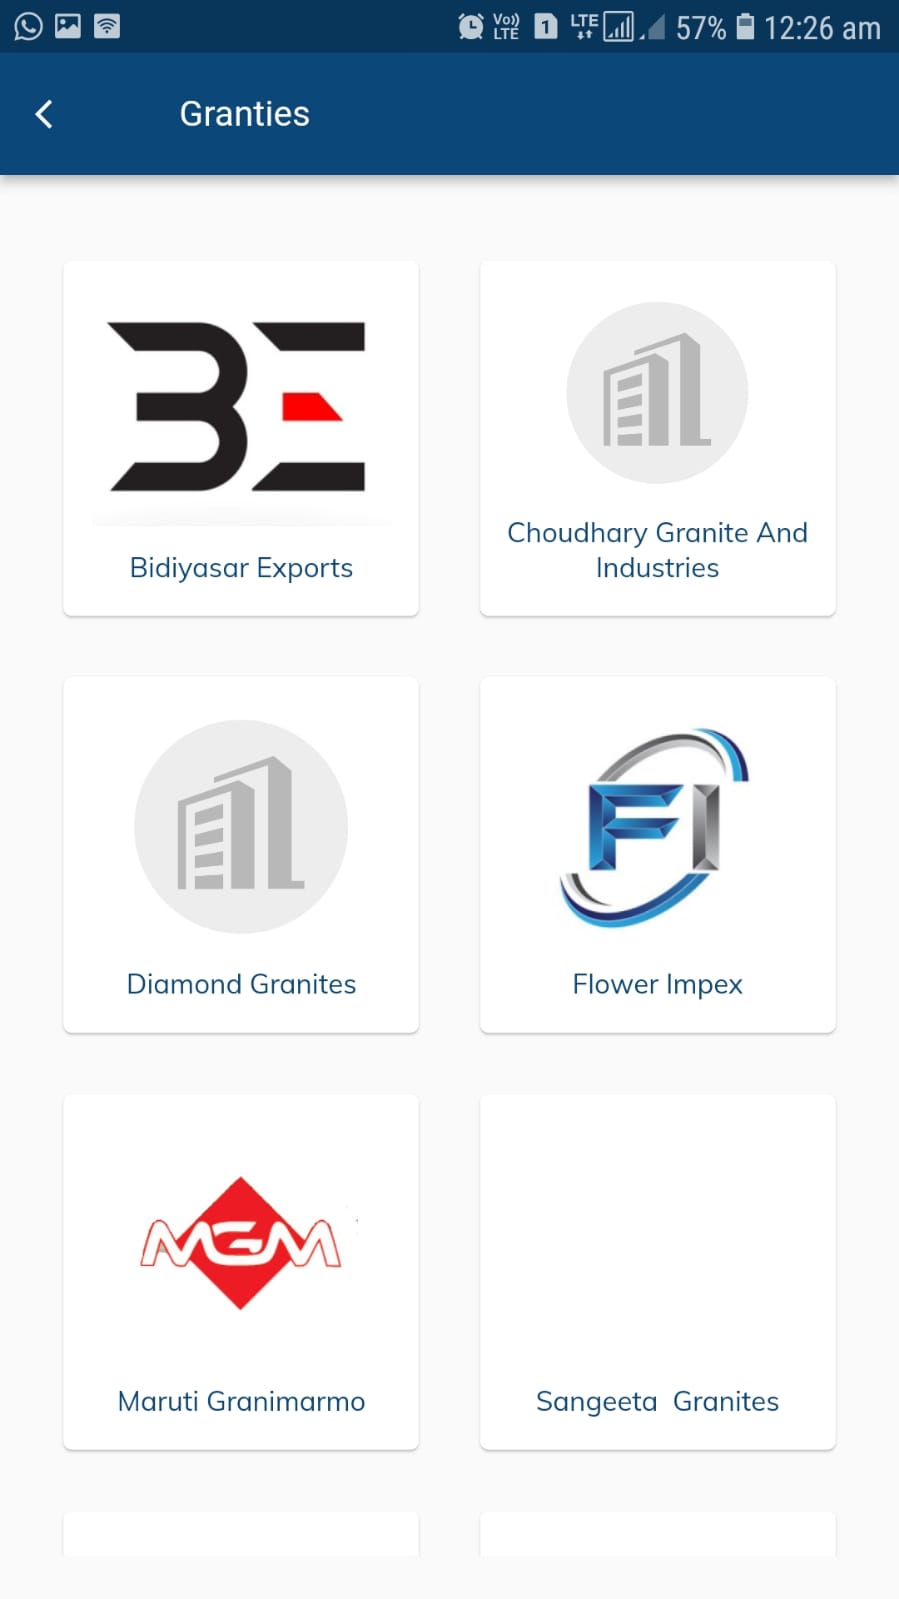 Vo)) LTE 1 LTE 57% 12:26 am
Granties
BE
Bidiyasar Exports
Choudhary Granite And
Industries
Diamond Granites
FI
Flower Impex
MGM
Maruti Granimarmo
Sangeeta  Granites